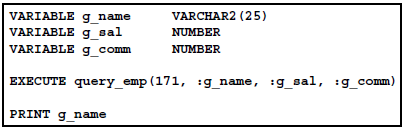 VARIABLE g_name VARCHAR2(25)
VARIABLE g_sal NUMBER
VARIABLE g_comm NUMBER
EXECUTE query_emp(171, :g_name, :g_sal, :g_comm)
PRINT g_name